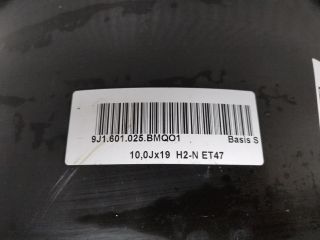 9J1.601.025.BMQO1 Basis S
10,0Jx19 H2-N ET47